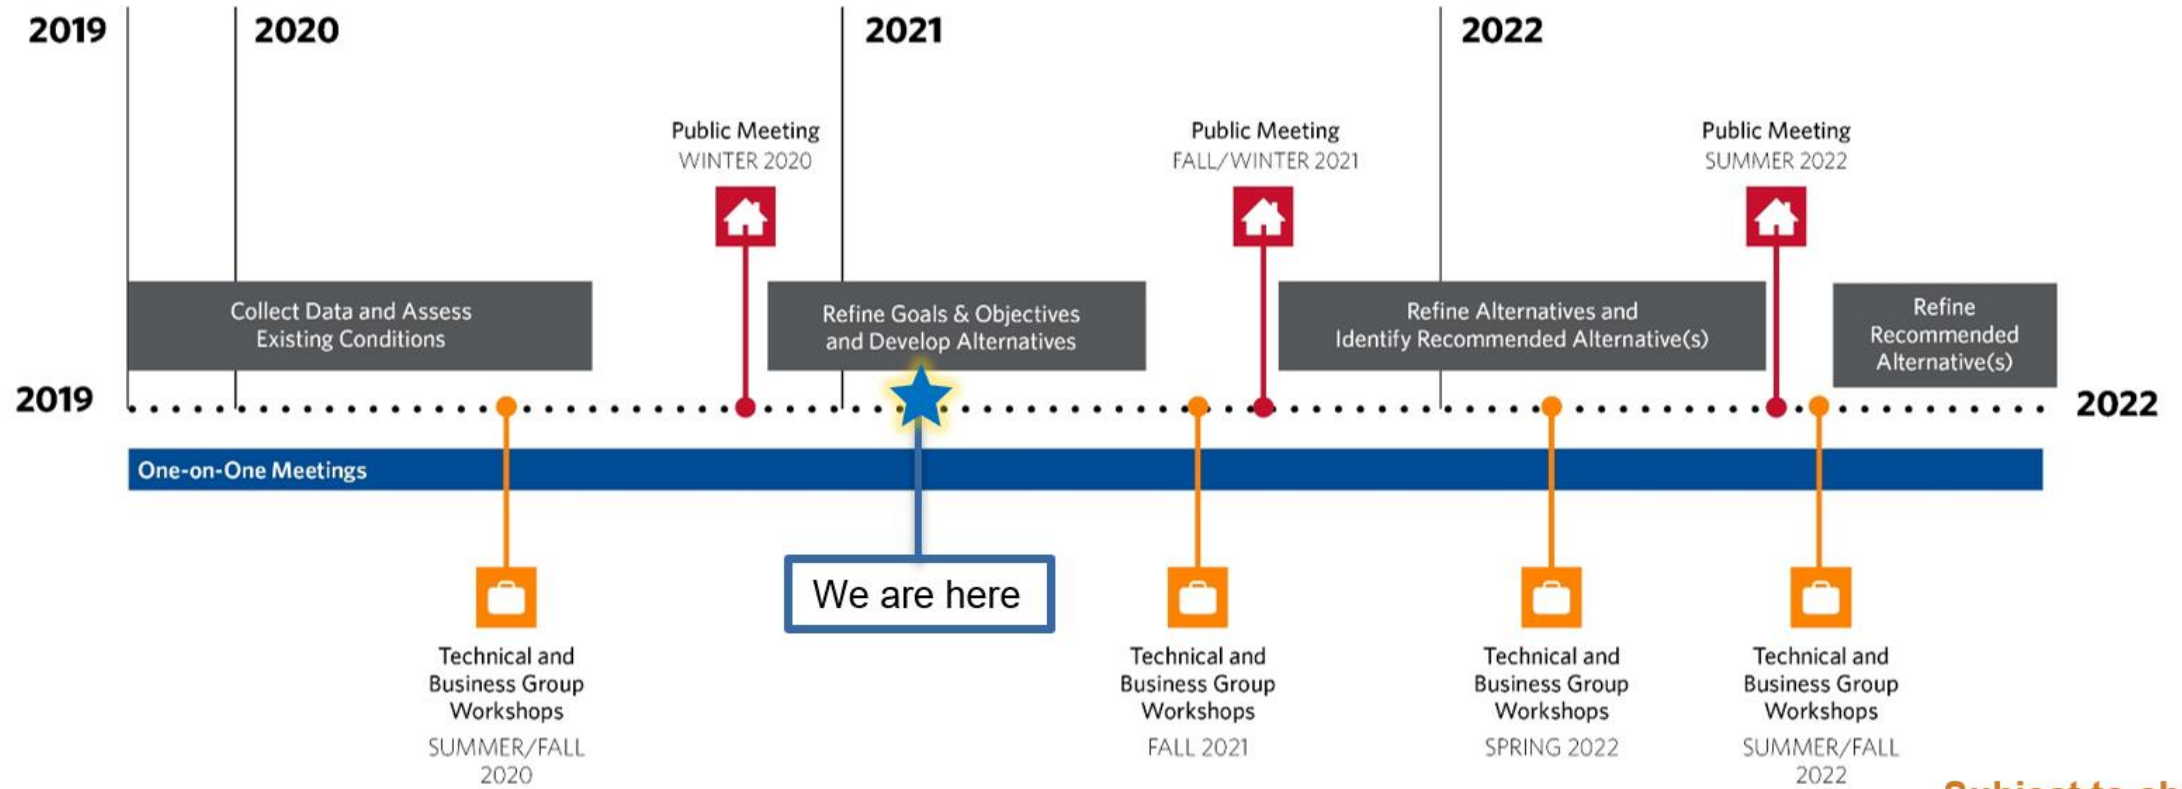 2019
2020
2021
2022
Public Meeting
WINTER 2020
Public Meeting
FALL/WINTER 2021
Public Meeting
SUMMER 2022
Collect Data and Assess
Existing Conditions
Refine Goals & Objectives
and Develop Alternatives
Refine Alternatives and
Identify Recommended Alternative(s)
Refine
Recommended
Alternative(s)
2019
2022
One-on-One Meetings
We are here
Technical and
Business Group
Workshops
SUMMER/FALL
2020
Technical and
Business Group
Workshops
FALL 2021
Technical and
Business Group
Workshops
SPRING 2022
Technical and
Business Group
Workshops
SUMMER/FALL
2022